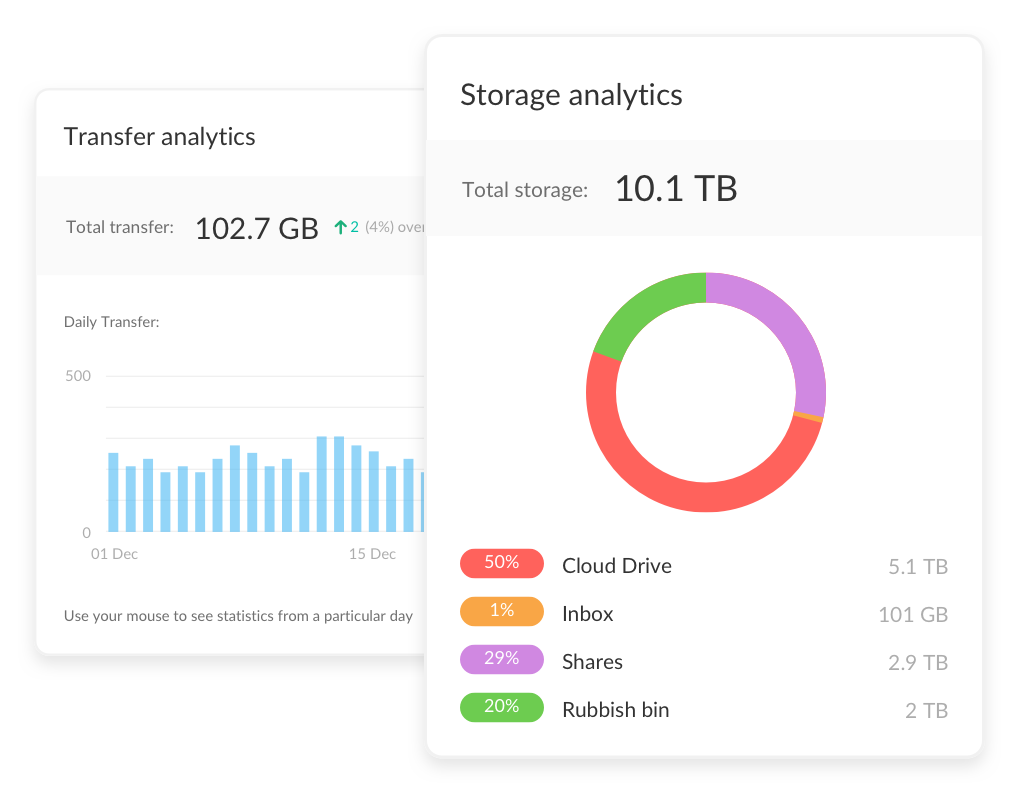 Transfer analytics
Total transfer: 102.7 GB 2 (4%) over
Daily Transfer:
500
0
01 Dec 15 Dec
Use your mouse to see statistics from a particular day
Storage analytics
Total storage: 10.1 TB
50% Cloud Drive 5.1 TB
1% Inbox 101 GB
29% Shares 2.9 TB
20% Rubbish bin 2 TB